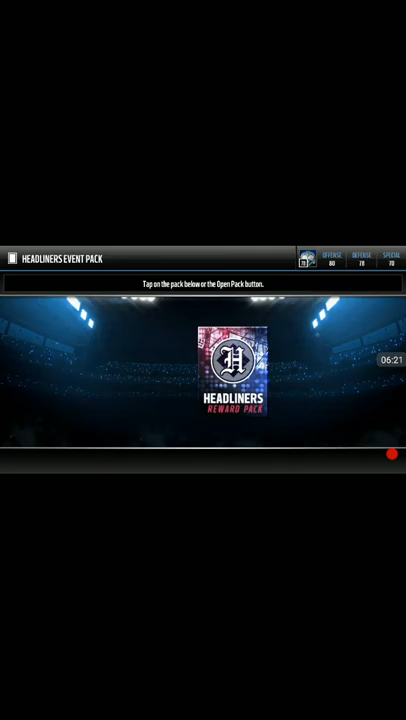 HEADLINERS EVENT PACK
OFFENSE DEFENSE SPECIAL
80 78 70
Tap on the pack below or the Open Pack button.
H
HEADLINERS
REWARD PACK
06:21